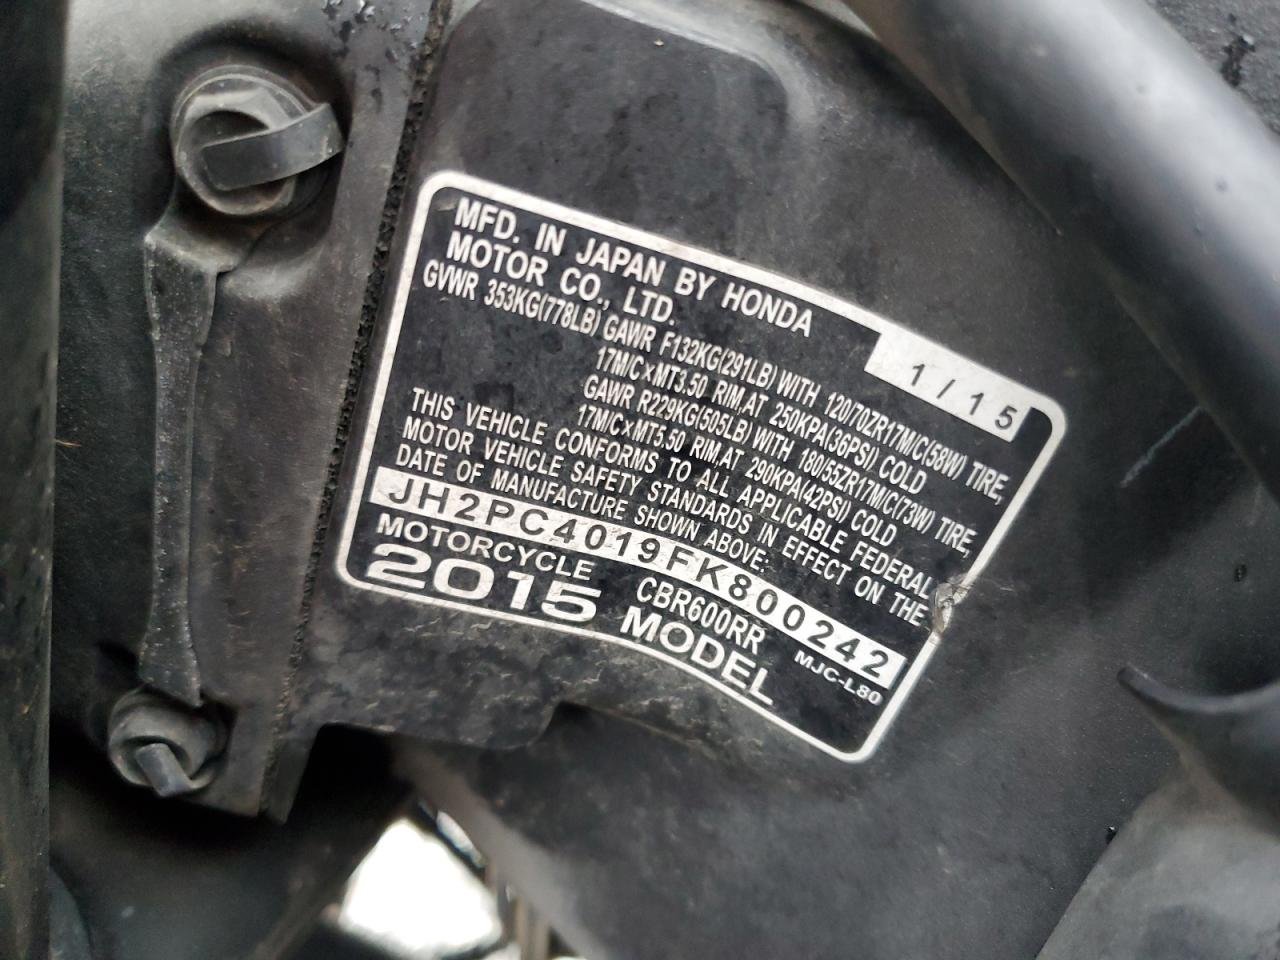 MFD. IN JAPAN BY HONDA
MOTOR CO., LTD.
1/15
GVWR 353KG(778LB) GAWR F132KG(291LB) WITH 120/70ZR17M/C(58W) TIRE,
17M/C×MT3.50 RIM,AT 250KPA(36PSI) COLD
GAWR R229KG(505LB) WITH 180/55ZR17M/C(73W) TIRE,
17M/C×MT5.50 RIM,AT 290KPA(42PSI) COLD
THIS VEHICLE CONFORMS TO ALL APPLICABLE FEDERAL
MOTOR VEHICLE SAFETY STANDARDS IN EFFECT ON THE
DATE OF MANUFACTURE SHOWN ABOVE:
JH2PC4019FK800242
MOTORCYCLE CBR600RR MJC-L80
2015 MODEL